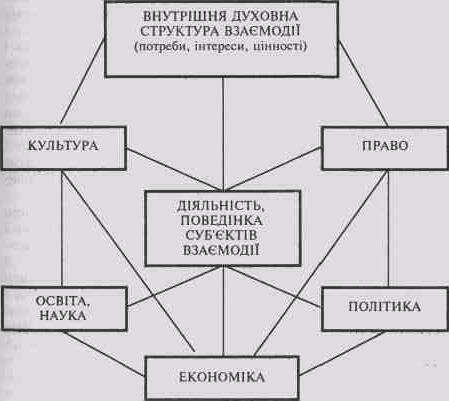 ВНУТРІШНЯ ДУХОВНА
СТРУКТУРА ВЗАЄМОДІЇ
(потреби, інтереси, цінності)
КУЛЬТУРА
ПРАВО
ДІЯЛЬНІСТЬ,
ПОВЕДІНКА
СУБ'ЄКТІВ
ВЗАЄМОДІЇ
ОСВІТА,
НАУКА
ПОЛІТИКА
ЕКОНОМІКА